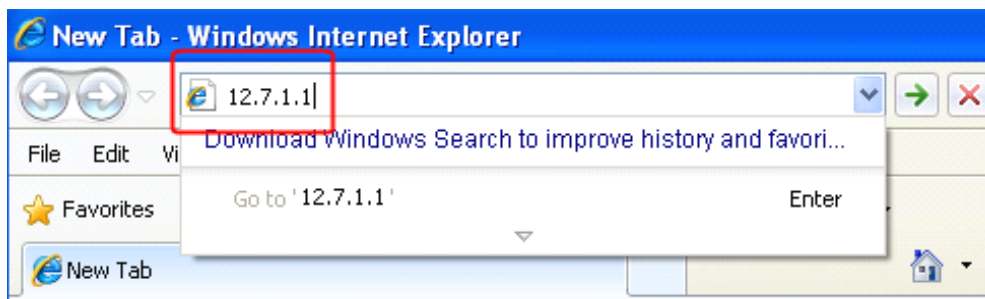 New Tab - Windows Internet Explorer
12.7.1.1
Download Windows Search to improve history and favori...
File Edit Vi
Go to '12.7.1.1' Enter
Favorites
New Tab